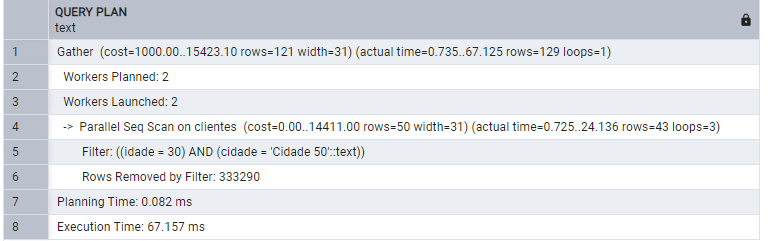 QUERY PLAN
text
1 Gather (cost=1000.00..15423.10 rows=121 width=31) (actual time=0.735..67.125 rows=129 loops=1)
2 Workers Planned: 2
3 Workers Launched: 2
4 -> Parallel Seq Scan on clientes (cost=0.00..14411.00 rows=50 width=31) (actual time=0.725..24.136 rows=43 loops=3)
5 Filter: ((idade = 30) AND (cidade = 'Cidade 50'::text))
6 Rows Removed by Filter: 333290
7 Planning Time: 0.082 ms
8 Execution Time: 67.157 ms